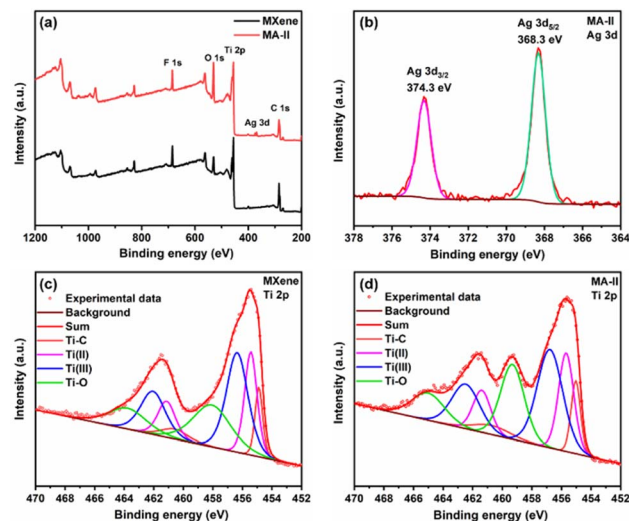 (a)
MXene
MA-II
F 1s
O 1s
Ti 2p
Ag 3d
C 1s
Intensity (a.u.)
1200 1000 800 600 400 200
Binding energy (eV)
(b)
MA-II
Ag 3d
Ag 3d5/2
368.3 eV
Ag 3d3/2
374.3 eV
Intensity (a.u.)
378 376 374 372 370 368 366 364
Binding energy (eV)
(c)
MXene
Ti 2p
Experimental data
Background
Sum
Ti-C
Ti(II)
Ti(III)
Ti-O
Intensity (a.u.)
470 468 466 464 462 460 458 456 454 452
Binding energy (eV)
(d)
MA-II
Ti 2p
Experimental data
Background
Sum
Ti-C
Ti(II)
Ti(III)
Ti-O
Intensity (a.u.)
470 468 466 464 462 460 458 456 454 452
Binding energy (eV)